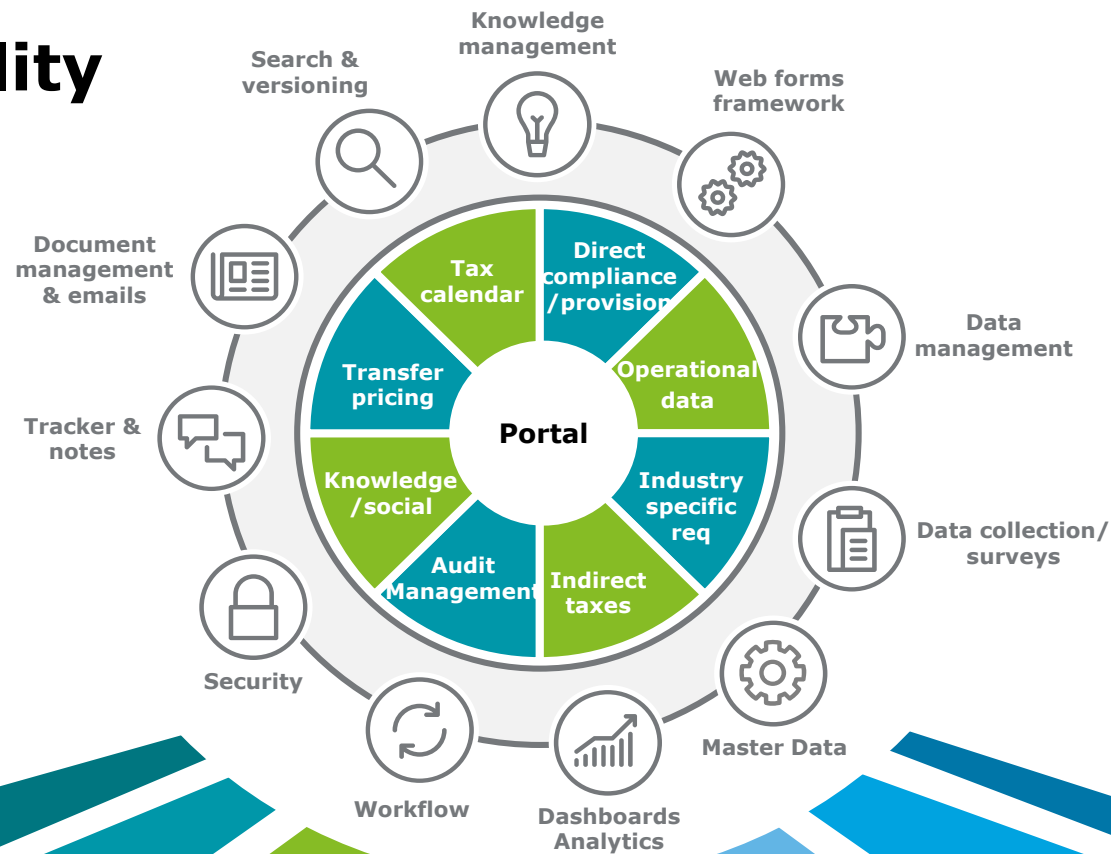 lity
Knowledge
management
Search &
versioning
Web forms
framework
Document
management
& emails
Data
management
Tracker &
notes
Data collection/
surveys
Security
Master Data
Workflow
Dashboards
Analytics
Tax
calendar
Direct
compliance
/provision
Transfer
pricing
Operational
data
Portal
Knowledge
/social
Industry
specific
req
Audit
Management
Indirect
taxes